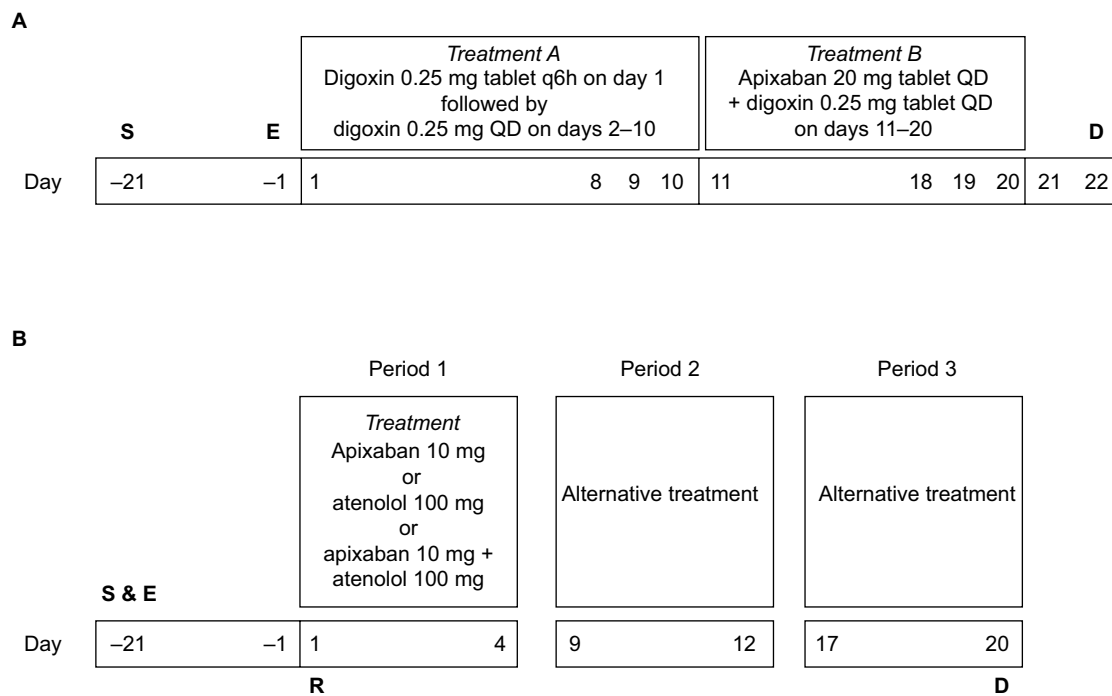 A
Treatment A
Digoxin 0.25 mg tablet q6h on day 1
followed by
digoxin 0.25 mg QD on days 2–10
Treatment B
Apixaban 20 mg tablet QD
+ digoxin 0.25 mg tablet QD
on days 11–20
S E D
Day –21 –1 1 8 9 10 11 18 19 20 21 22
B
Period 1 Period 2 Period 3
Treatment
Apixaban 10 mg
or
atenolol 100 mg
or
apixaban 10 mg +
atenolol 100 mg
Alternative treatment
Alternative treatment
S & E
Day –21 –1 1 4 9 12 17 20
R D